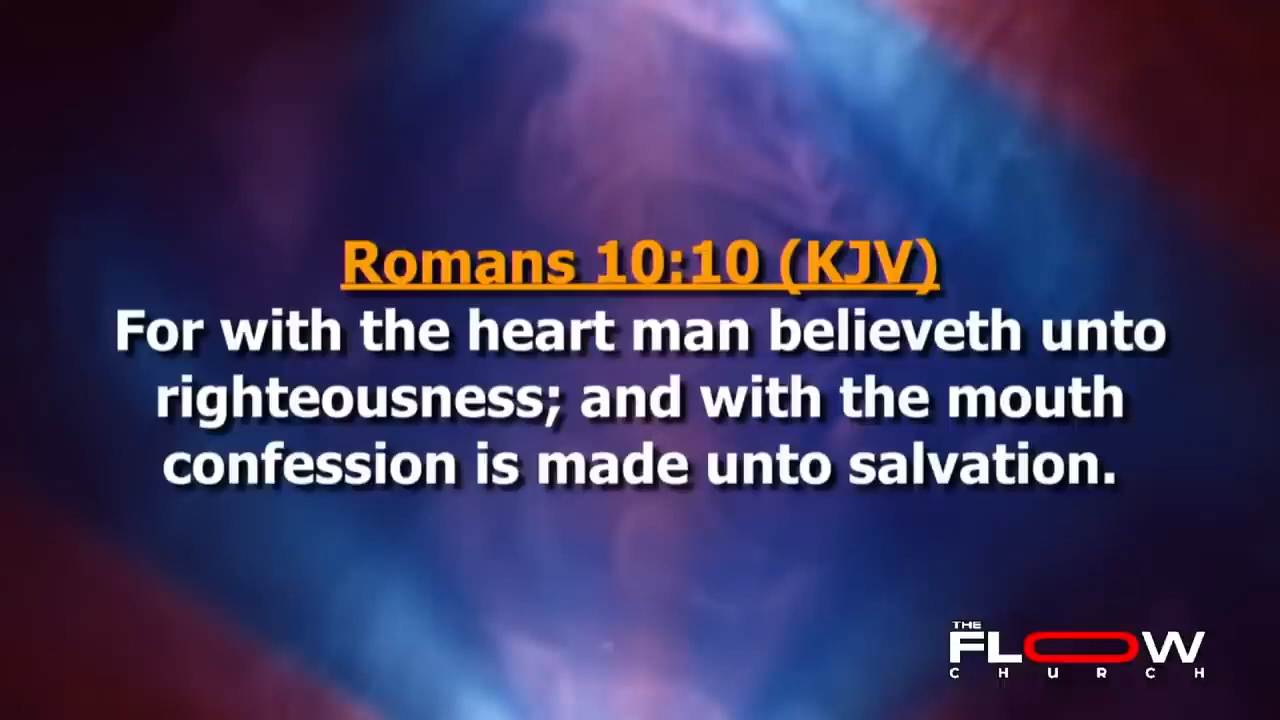 Romans 10:10 (KJV)
For with the heart man believeth unto
righteousness; and with the mouth
confession is made unto salvation.
THE
FLOW
CHURCH